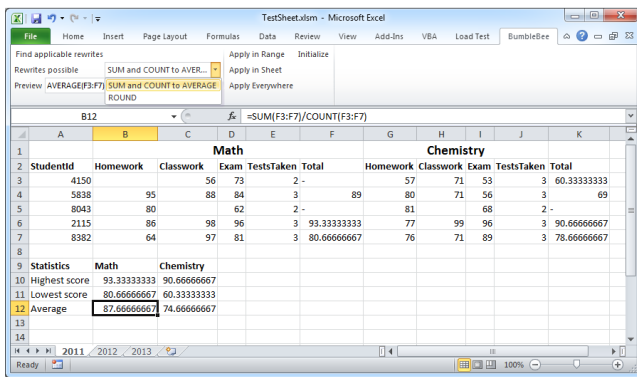 TestSheet.xlsm - Microsoft Excel
File Home Insert Page Layout Formulas Data Review View Add-Ins VBA Load Test BumbleBee
Find applicable rewrites Apply in Range Initialize
Rewrites possible SUM and COUNT to AVER... Apply in Sheet
Preview AVERAGE(F3:F7) SUM and COUNT to AVERAGE Apply Everywhere
ROUND
B12 fx =SUM(F3:F7)/COUNT(F3:F7)
A B C D E F G H I J K
1 Math Chemistry
2 StudentId Homework Classwork Exam TestsTaken Total Homework Classwork Exam TestsTaken Total
3 4150 56 73 2 - 57 71 53 3 60.33333333
4 5838 95 88 84 3 89 80 71 56 3 69
5 8043 80 62 2 - 81 68 2 -
6 2115 86 98 96 3 93.33333333 77 99 96 3 90.66666667
7 8382 64 97 81 3 80.66666667 76 71 89 3 78.66666667
8
9 Statistics Math Chemistry
10 Highest score 93.33333333 90.66666667
11 Lowest score 80.66666667 60.33333333
12 Average 87.66666667 74.66666667
13
14
2011 2012 2013
Ready 100%